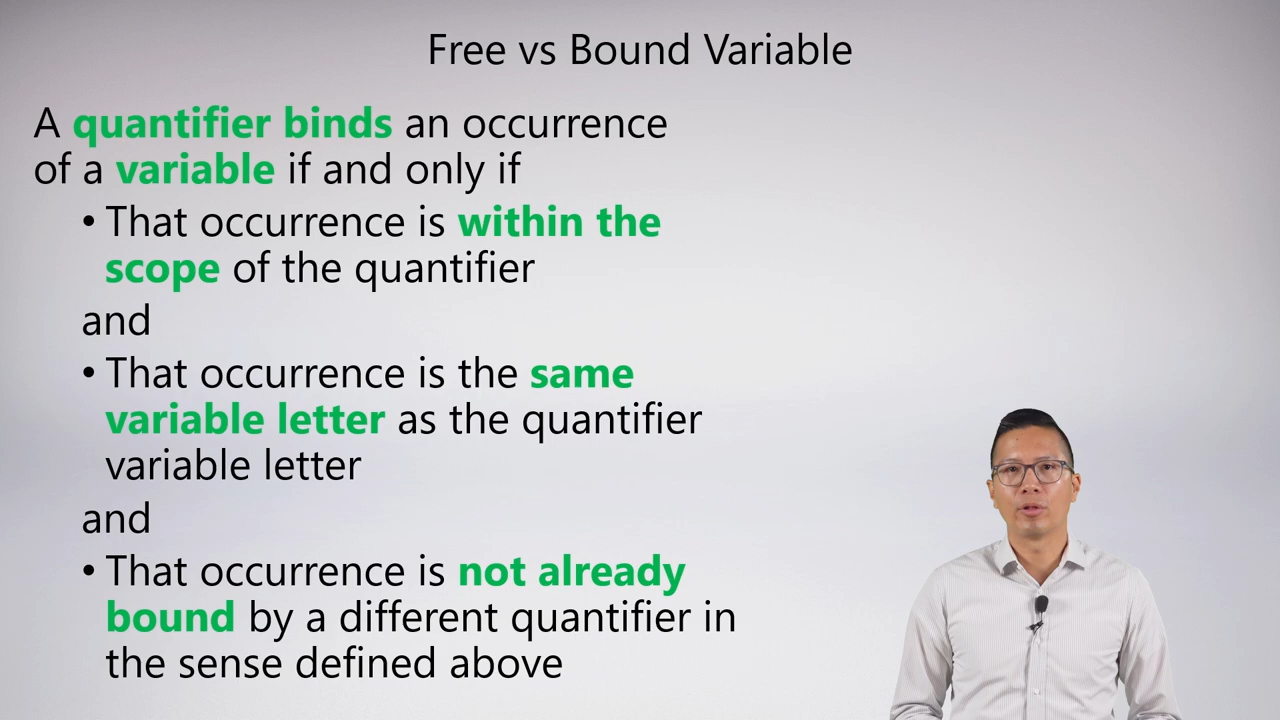 Free vs Bound Variable
A quantifier binds an occurrence
of a variable if and only if
• That occurrence is within the
scope of the quantifier
and
• That occurrence is the same
variable letter as the quantifier
variable letter
and
• That occurrence is not already
bound by a different quantifier in
the sense defined above